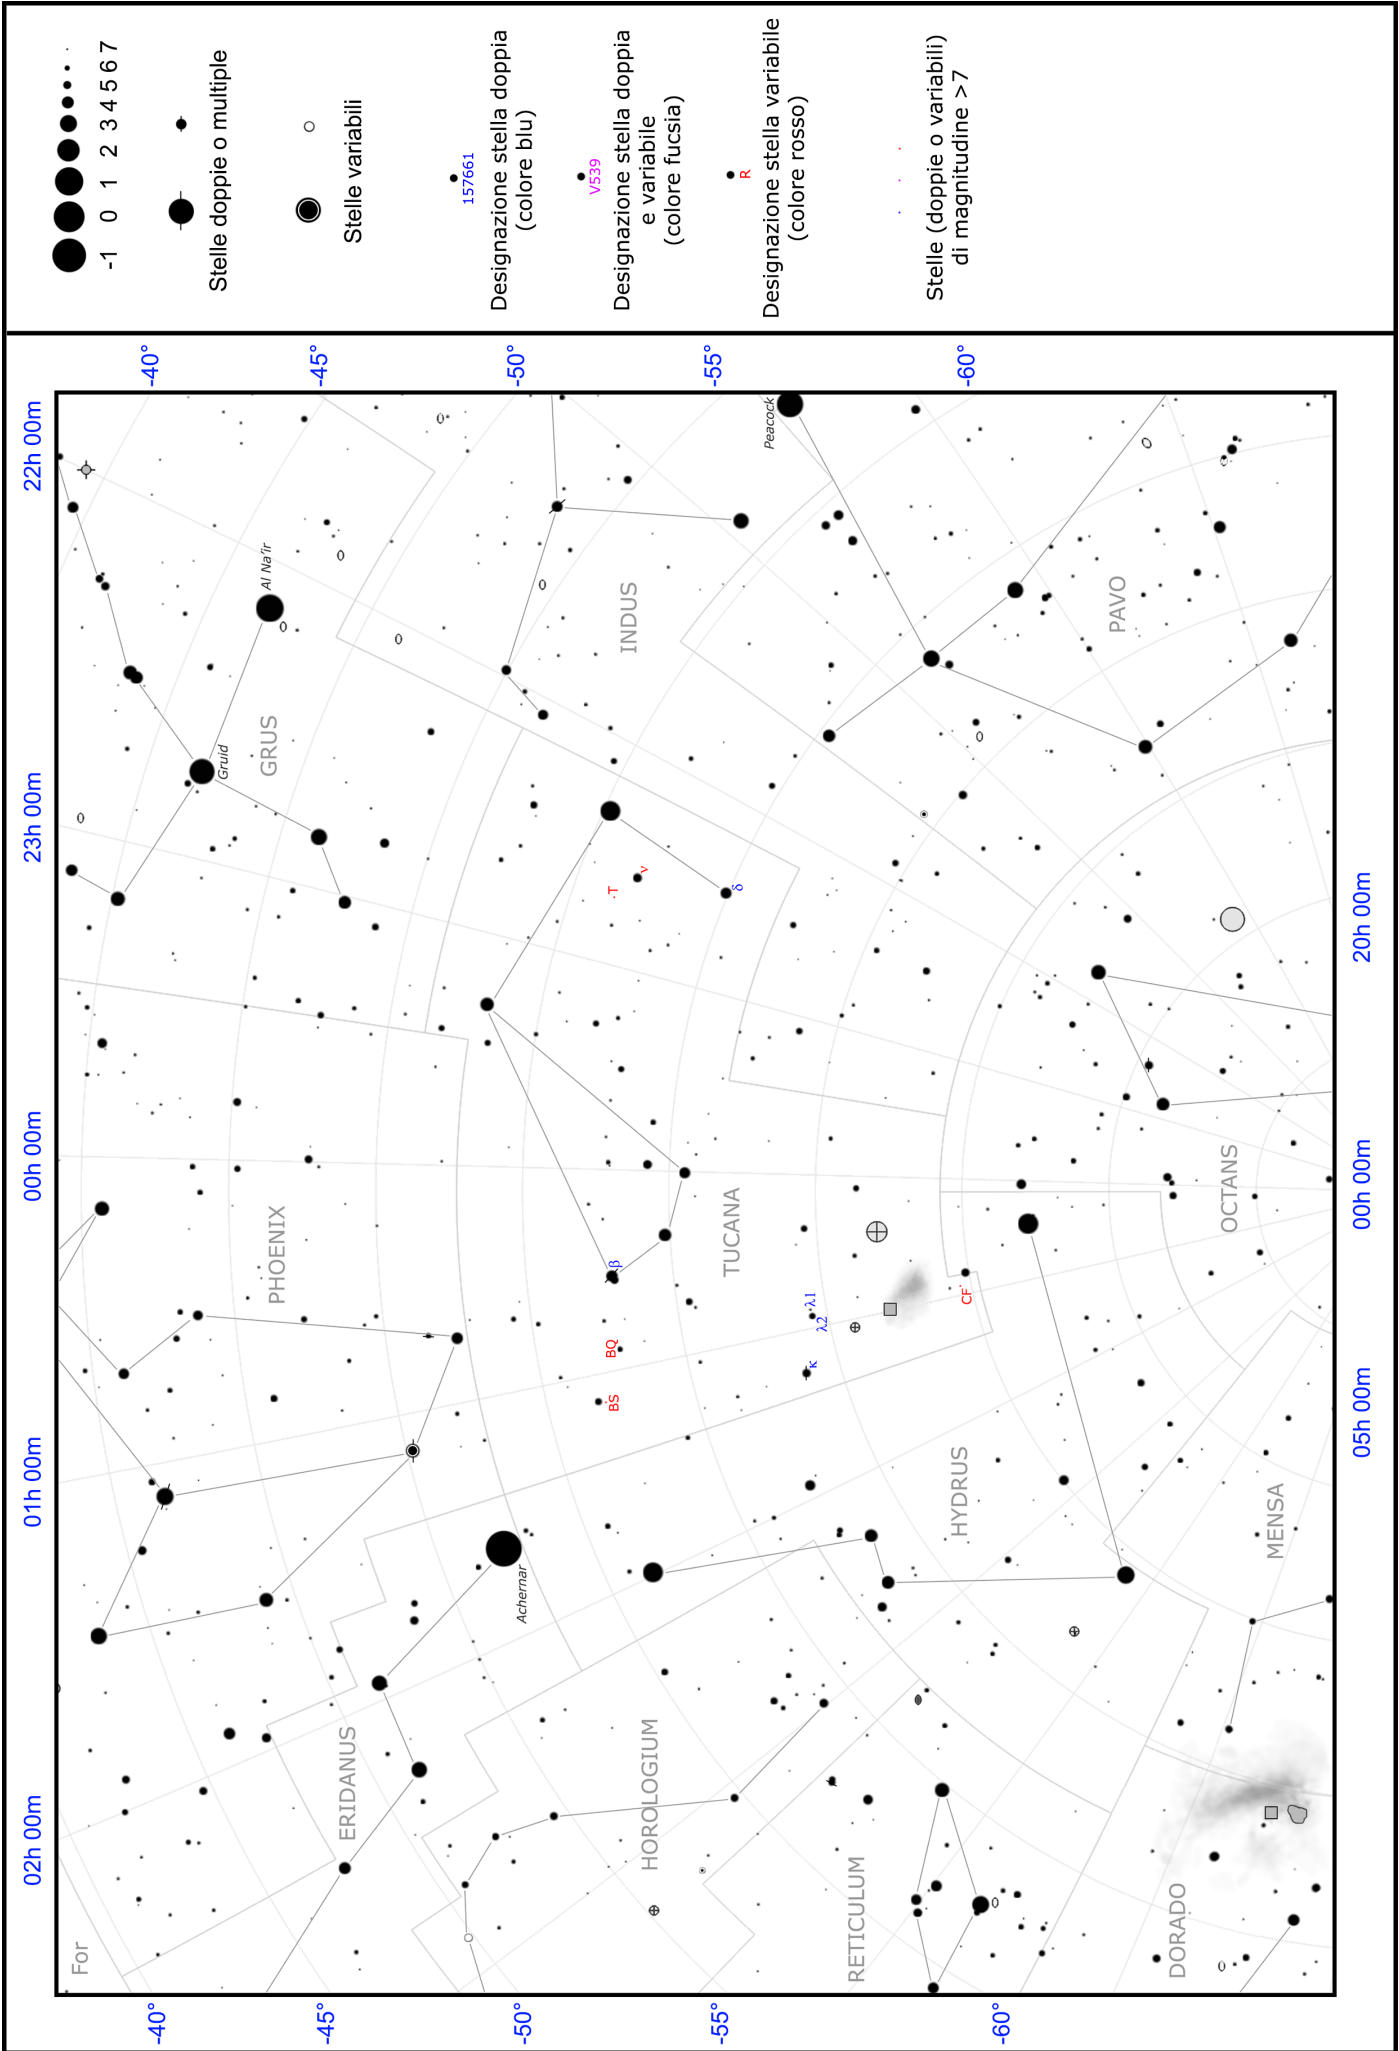 -1 0 1 2 3 4 5 6 7
Stelle doppie o multiple
Stelle variabili
157661
Designazione stella doppia
(colore blu)
V539
Designazione stella doppia
e variabile
(colore fucsia)
R
Designazione stella variabile
(colore rosso)
Stelle (doppie o variabili)
di magnitudine >7
-40°
-45°
-50°
-55°
-60°
22h 00m
23h 00m
00h 00m
01h 00m
02h 00m
20h 00m
00h 00m
05h 00m
-40°
-45°
-50°
-55°
-60°
Peacock
Al Na'ir
Gruid
GRUS
INDUS
PAVO
T
ν
δ
PHOENIX
TUCANA
OCTANS
β
BQ
BS
λ1
λ2
κ
CF
Achernar
HYDRUS
MENSA
ERIDANUS
HOROLOGIUM
RETICULUM
DORADO
For